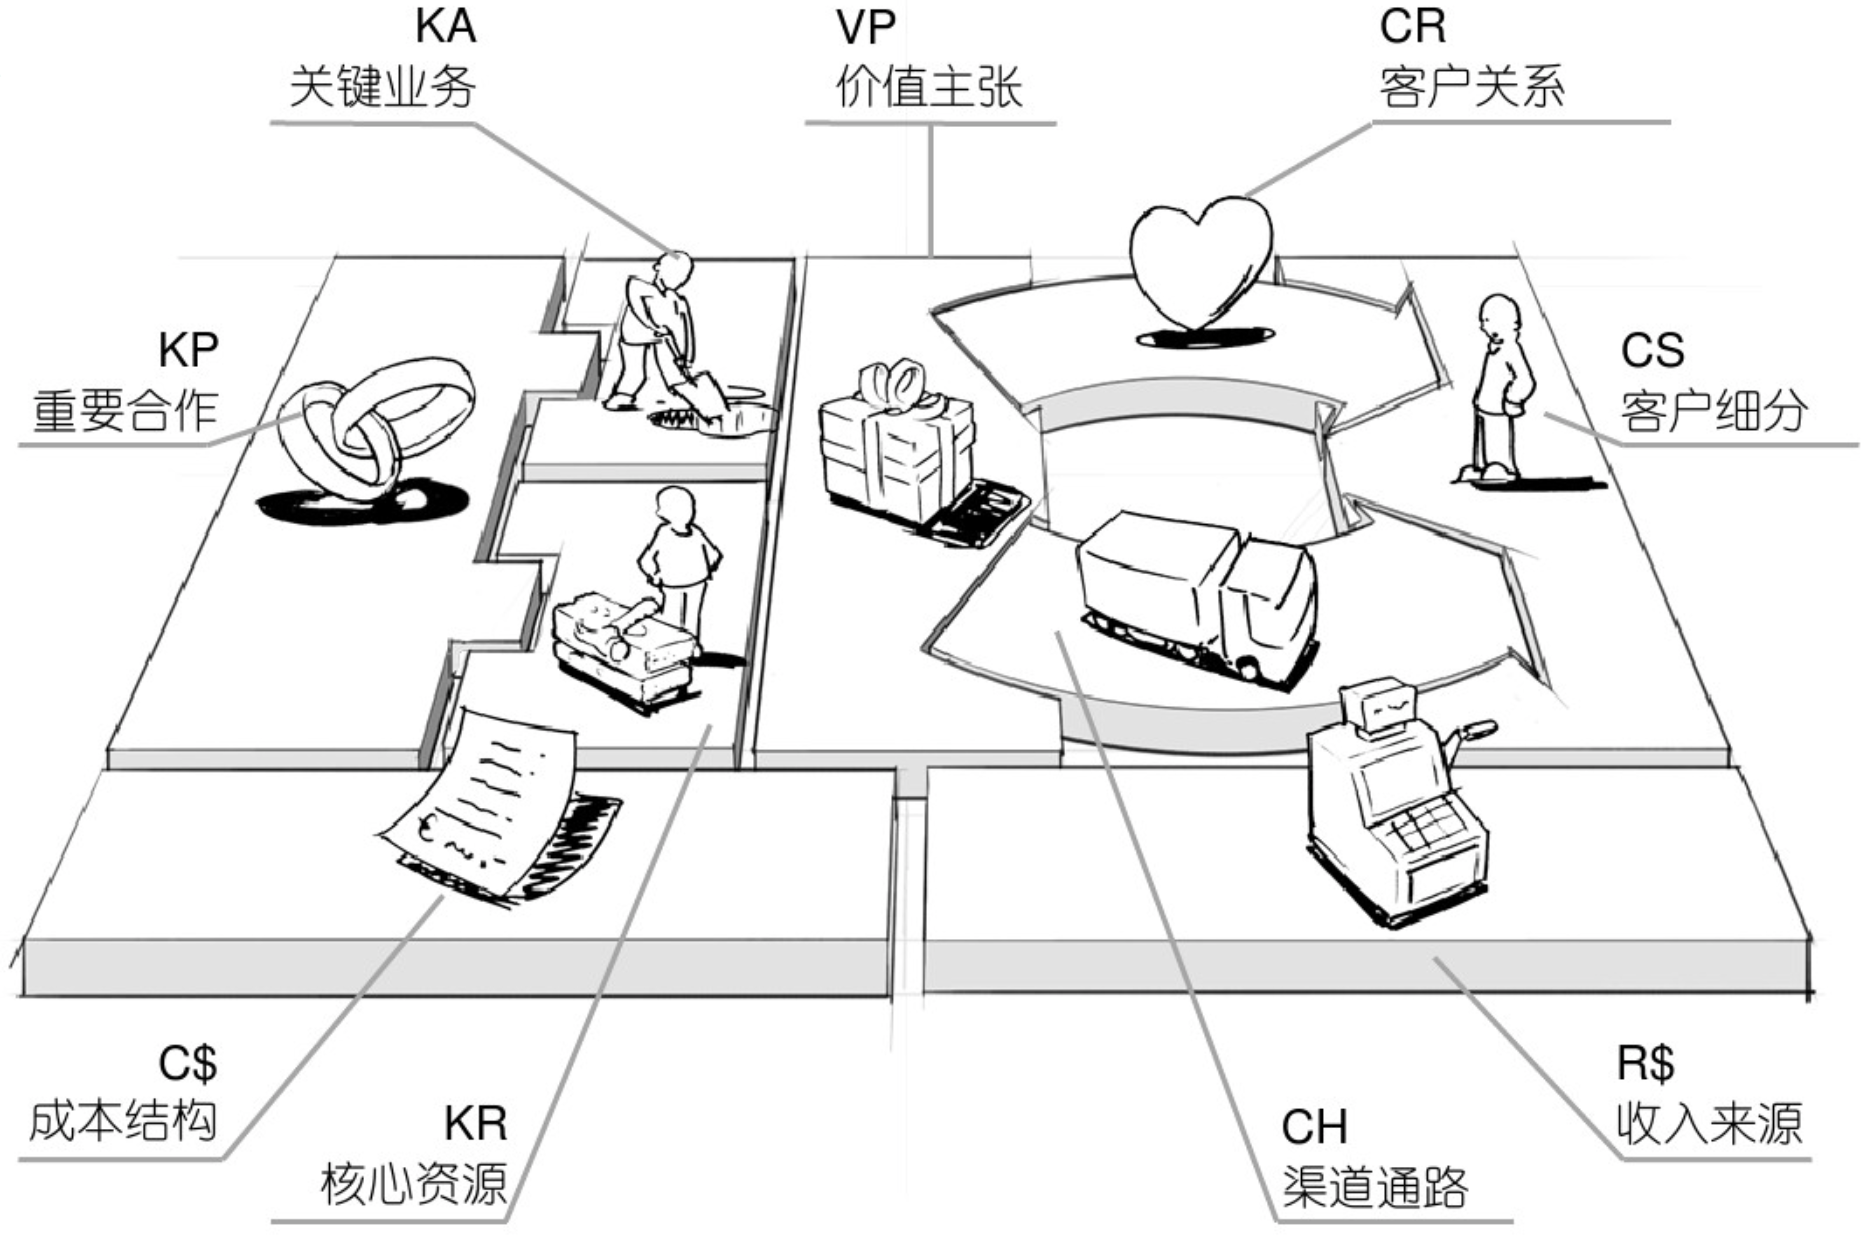 KA
关键业务
VP
价值主张
CR
客户关系
KP
重要合作
CS
客户细分
C$
成本结构
KR
核心资源
CH
渠道通路
R$
收入来源